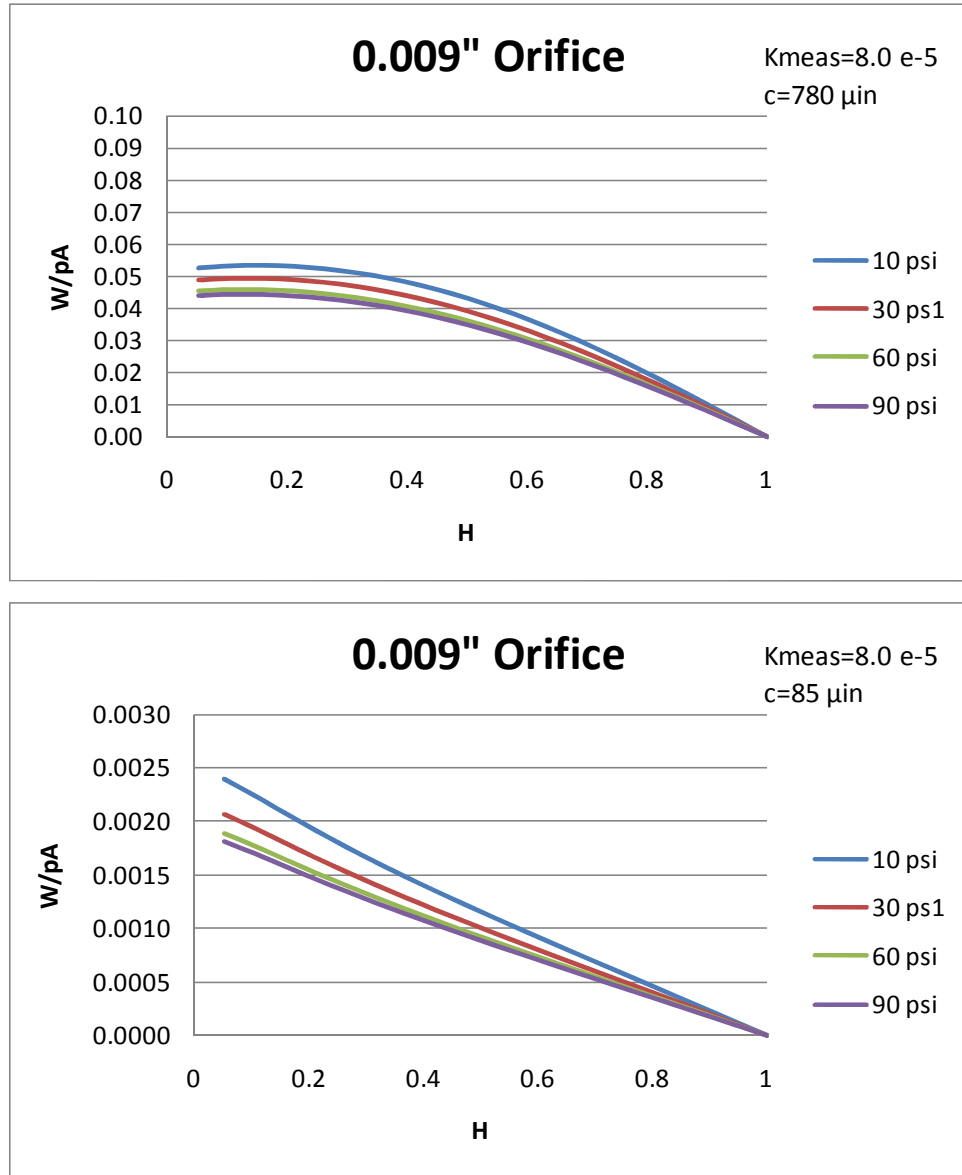 0.009" Orifice
Kmeas=8.0 e-5
c=780 µin
0.10
0.09
0.08
0.07
0.06
0.05
0.04
0.03
0.02
0.01
0.00
W/pA
0 0.2 0.4 0.6 0.8 1
H
10 psi
30 ps1
60 psi
90 psi
0.009" Orifice
Kmeas=8.0 e-5
c=85 µin
0.0030
0.0025
0.0020
0.0015
0.0010
0.0005
0.0000
W/pA
0 0.2 0.4 0.6 0.8 1
H
10 psi
30 ps1
60 psi
90 psi